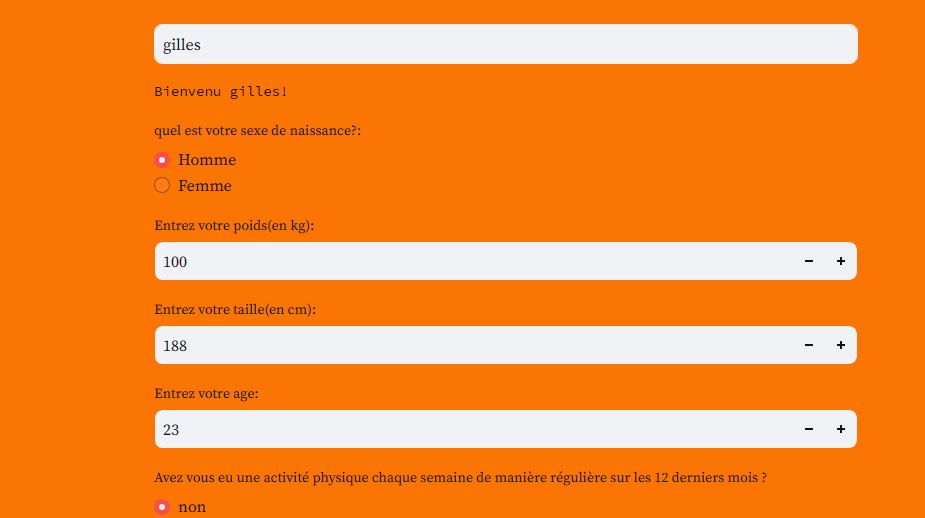 gilles
Bienvenu gilles!
quel est votre sexe de naissance?:
Homme
Femme
Entrez votre poids(en kg):
100
Entrez votre taille(en cm):
188
Entrez votre age:
23
Avez vous eu une activité physique chaque semaine de manière régulière sur les 12 derniers mois ?
non